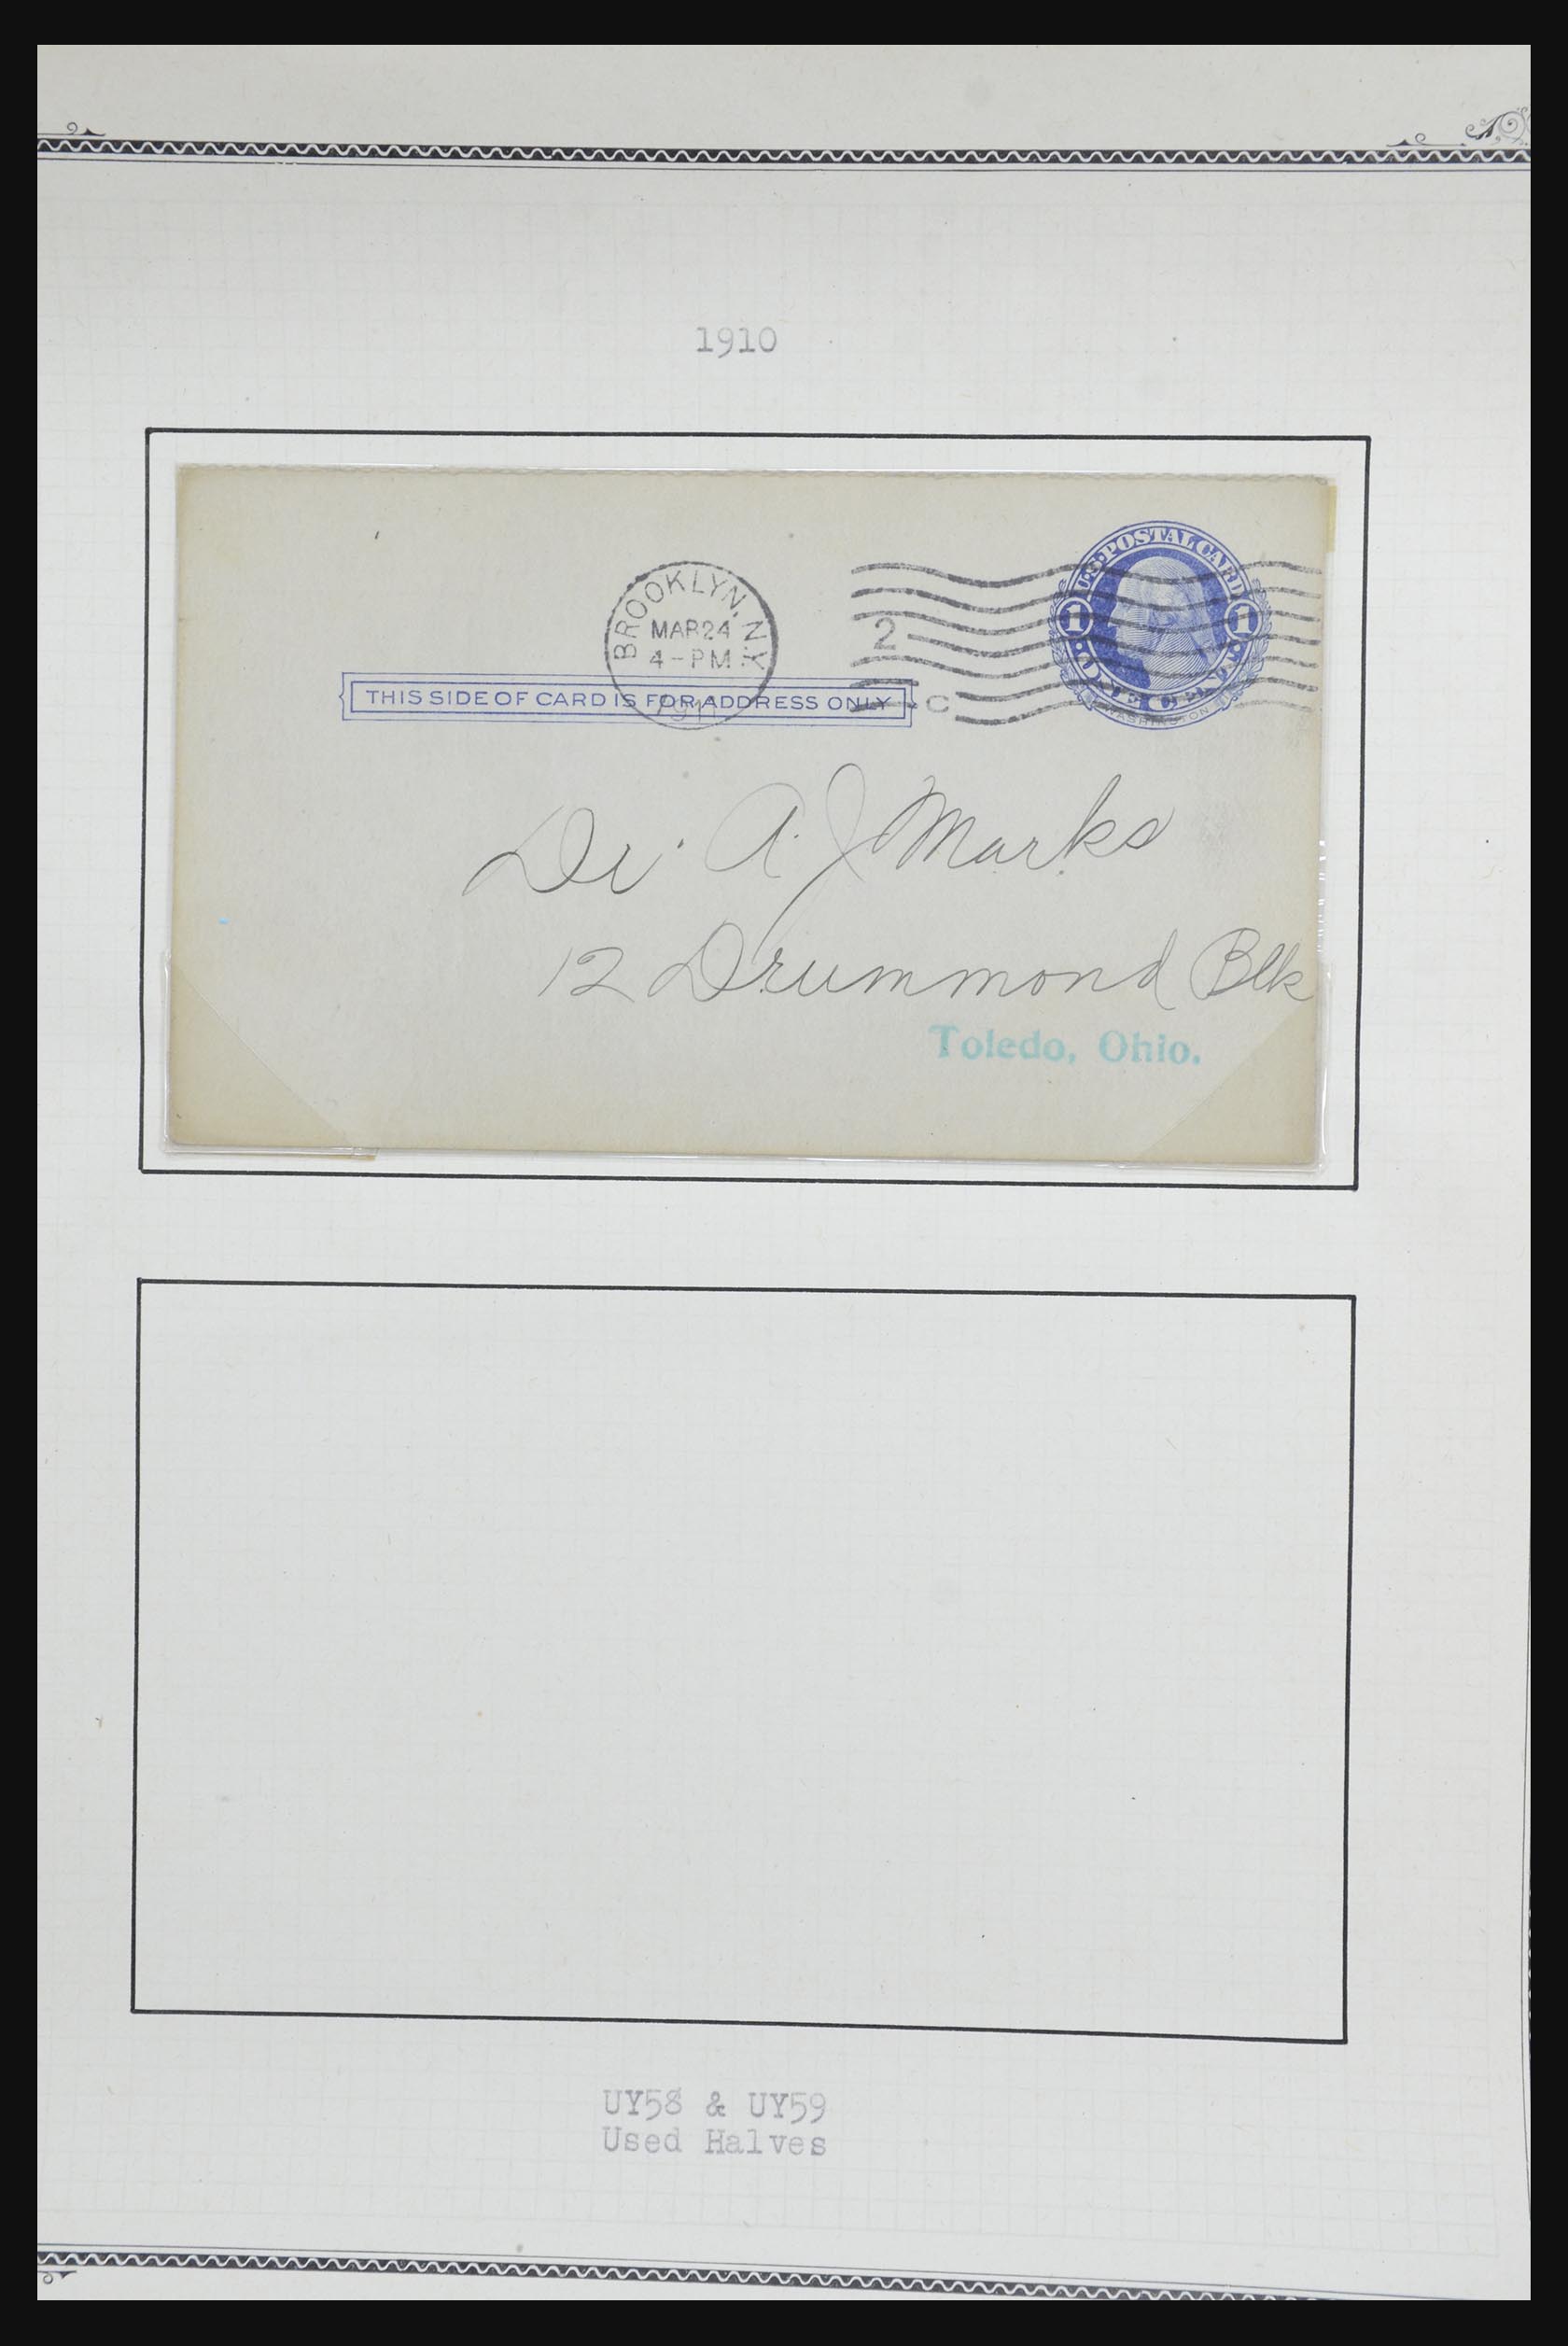 1910
U.S. POSTAL CARD
1 1
ONE CENT
WASHINGTON
BROOKLYN, N.Y.
MAR 24
4-PM
2
C
THIS SIDE OF CARD IS FOR ADDRESS ONLY
Dr. A. J Marks
12 Drummond Blk
Toledo, Ohio.
UY58 & UY59
Used Halves